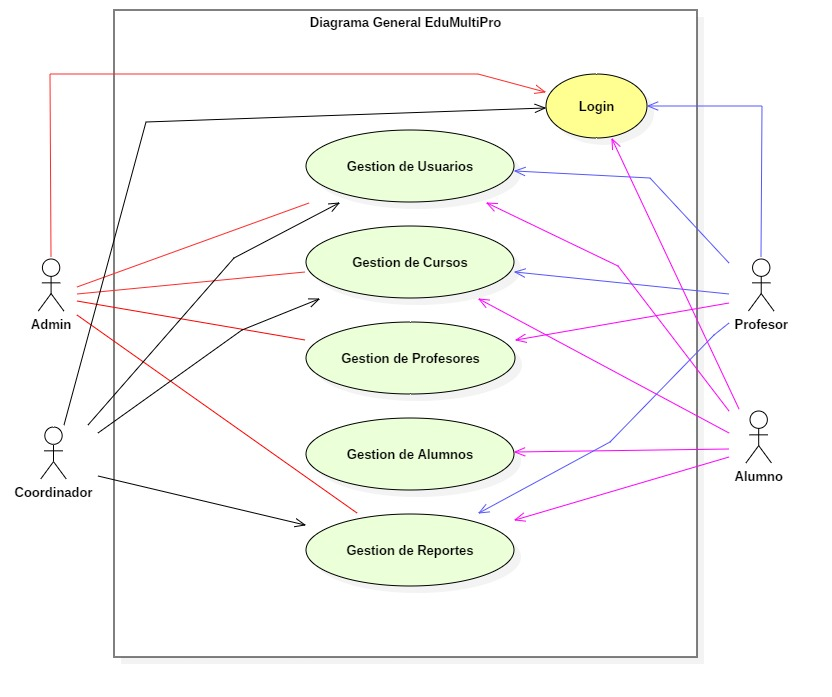 Diagrama General EduMultiPro
Login
Gestion de Usuarios
Gestion de Cursos
Admin
Profesor
Gestion de Profesores
Gestion de Alumnos
Alumno
Coordinador
Gestion de Reportes